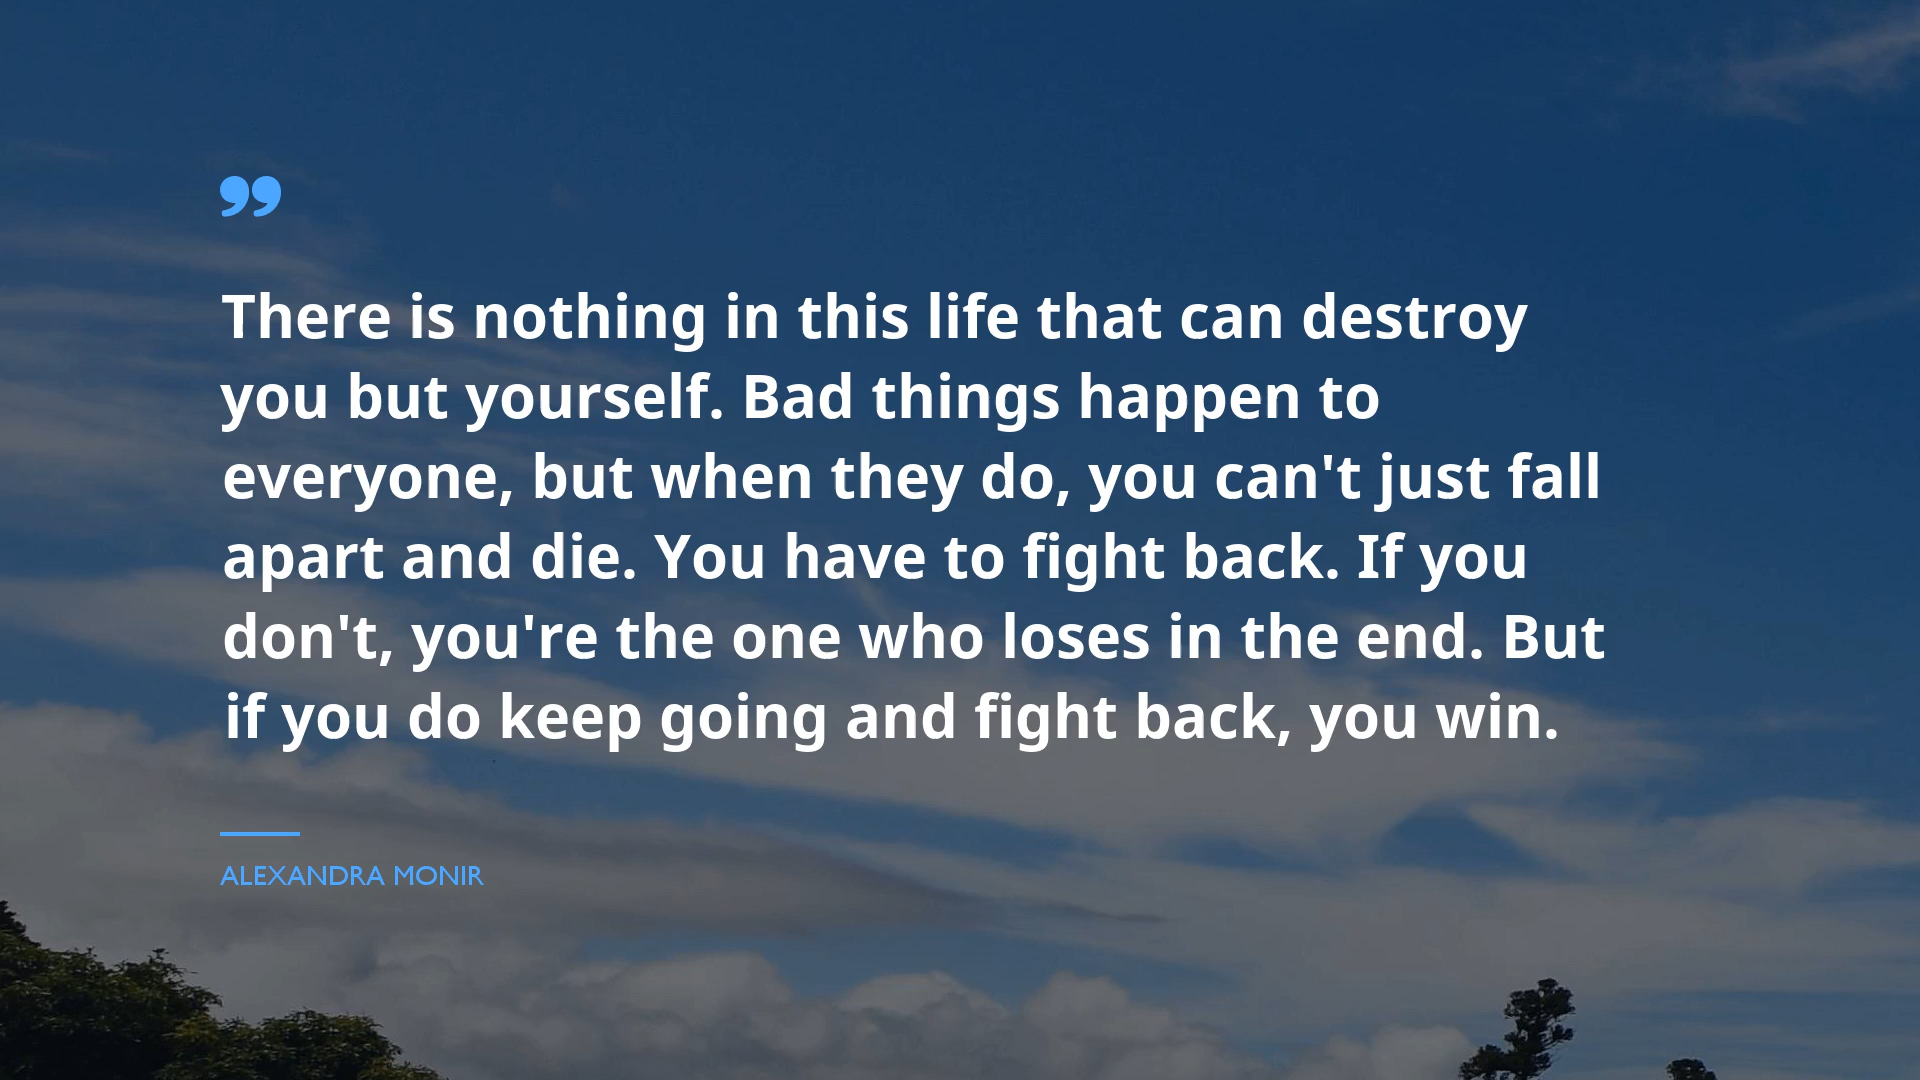 ”
There is nothing in this life that can destroy
you but yourself. Bad things happen to
everyone, but when they do, you can't just fall
apart and die. You have to fight back. If you
don't, you're the one who loses in the end. But
if you do keep going and fight back, you win.
ALEXANDRA MONIR